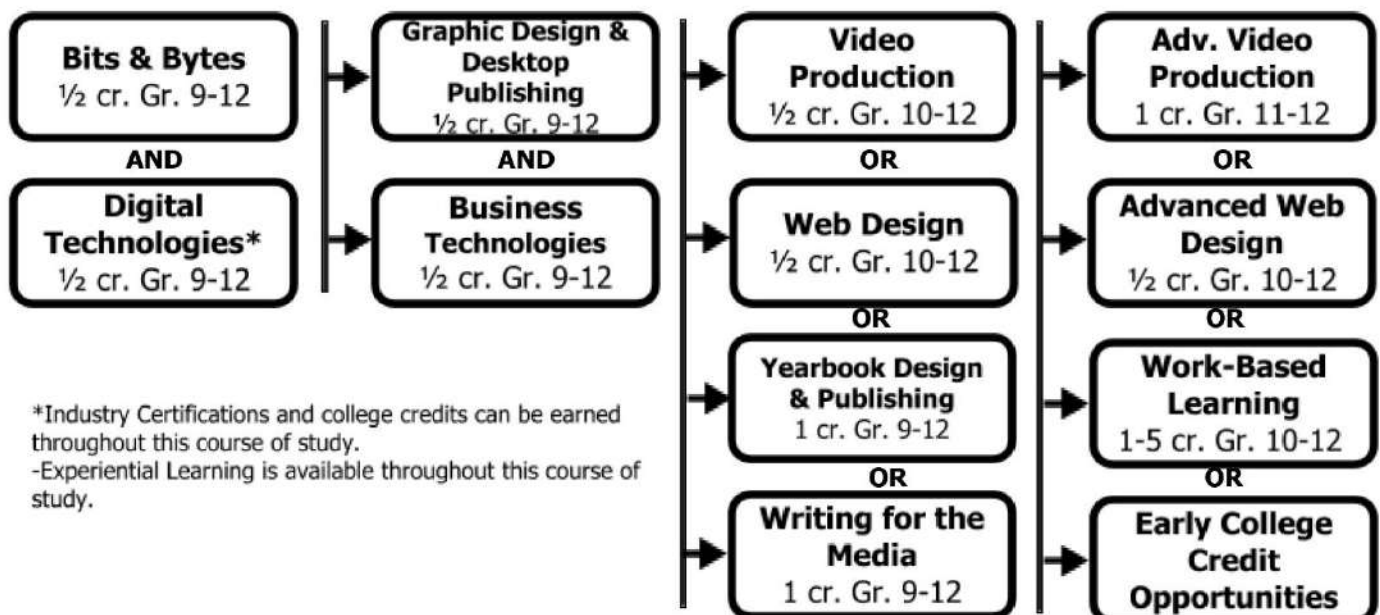 Bits & Bytes
½ cr. Gr. 9-12
AND
Digital
Technologies*
½ cr. Gr. 9-12
Graphic Design &
Desktop
Publishing
½ cr. Gr. 9-12
AND
Business
Technologies
½ cr. Gr. 9-12
Video
Production
½ cr. Gr. 10-12
OR
Web Design
½ cr. Gr. 10-12
OR
Yearbook Design
& Publishing
1 cr. Gr. 9-12
OR
Writing for the
Media
1 cr. Gr. 9-12
Adv. Video
Production
1 cr. Gr. 11-12
OR
Advanced Web
Design
½ cr. Gr. 10-12
OR
Work-Based
Learning
1-5 cr. Gr. 10-12
OR
Early College
Credit
Opportunities
*Industry Certifications and college credits can be earned
throughout this course of study.
-Experiential Learning is available throughout this course of
study.